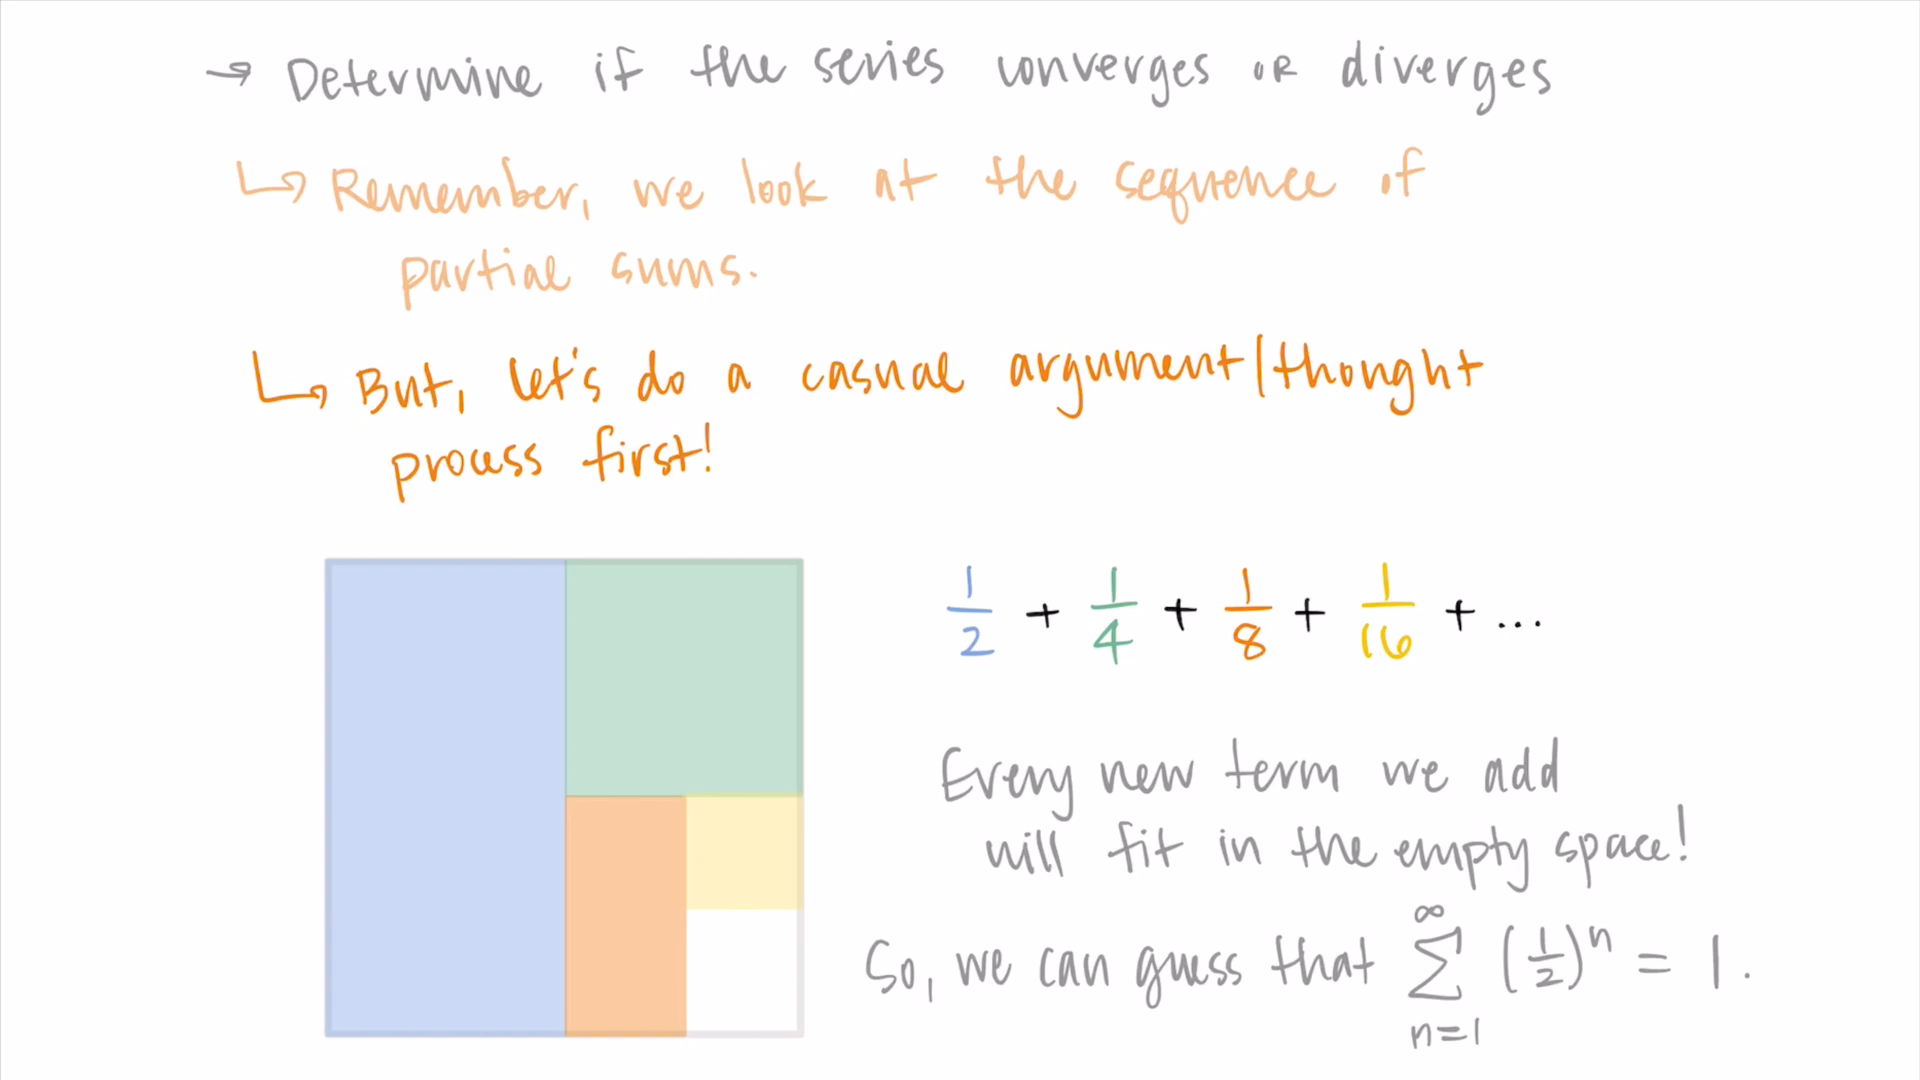 → Determine if the series converges OR diverges
↳ Remember, we look at the sequence of
partial sums.
↳ But, let's do a casual argument/thought
process first!
1/2 + 1/4 + 1/8 + 1/16 + ...
Every new term we add
will fit in the empty space!
So, we can guess that ∑_{n=1}^{∞} (1/2)^n = 1.